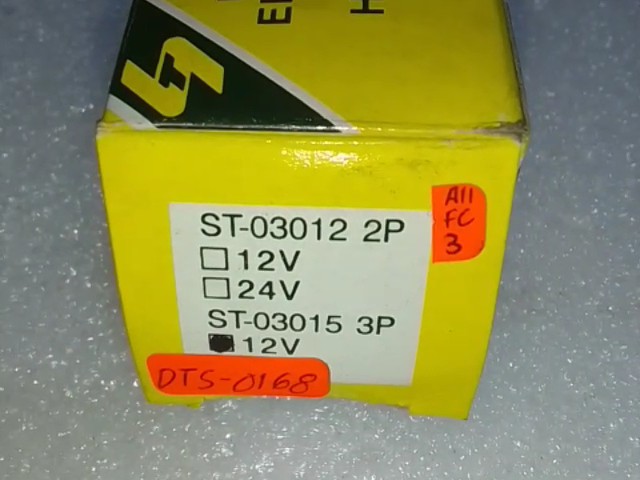 ST-03012 2P
12V
24V
ST-03015 3P
12V
DTS-0168
All
FC
3